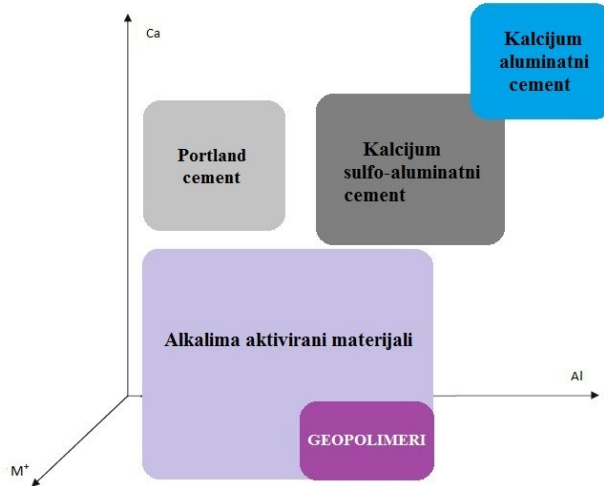 Ca
Kalcijum
aluminatni
cement
Portland
cement
Kalcijum
sulfo-aluminatni
cement
Alkalima aktivirani materijali
Al
GEOPOLIMERI
M⁺